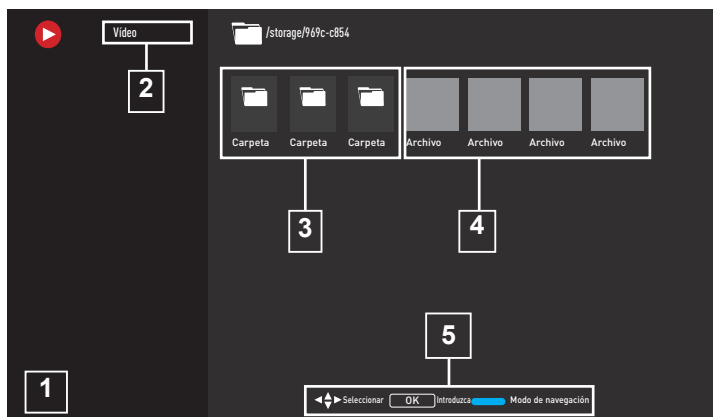 Vídeo
/storage/969c-c854
2
Carpeta Carpeta Carpeta Archivo Archivo Archivo Archivo
3
4
5
1
Seleccionar OK Introduzca Modo de navegación